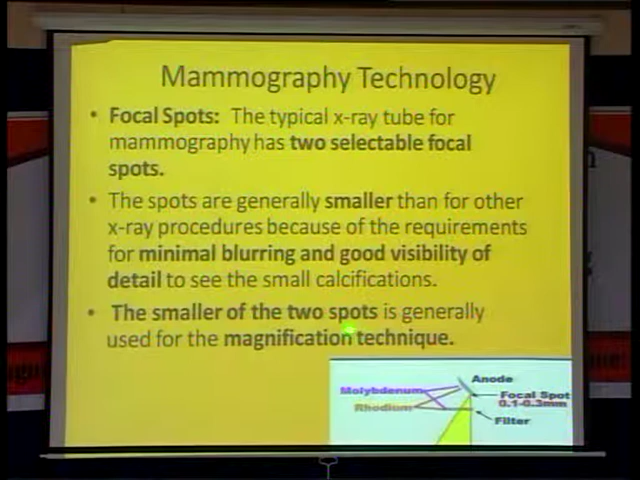 Mammography Technology
• Focal Spots: The typical x-ray tube for
mammography has two selectable focal
spots.
• The spots are generally smaller than for other
x-ray procedures because of the requirements
for minimal blurring and good visibility of
detail to see the small calcifications.
• The smaller of the two spots is generally
used for the magnification technique.
Anode
Molybdenum
Focal Spot
Rhodium
0.1-0.3mm
Filter